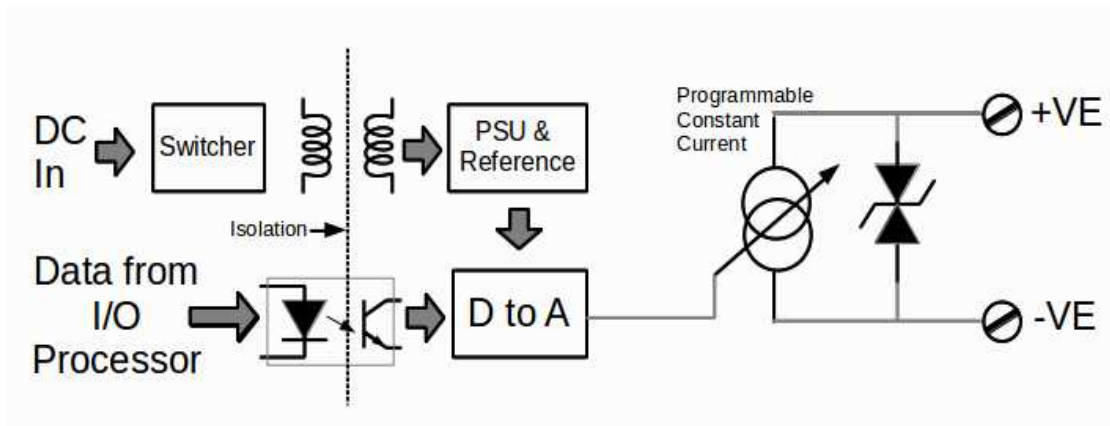 DC
In
Switcher
PSU &
Reference
Programmable
Constant
Current
+VE
Isolation
Data from
I/O
Processor
D to A
-VE